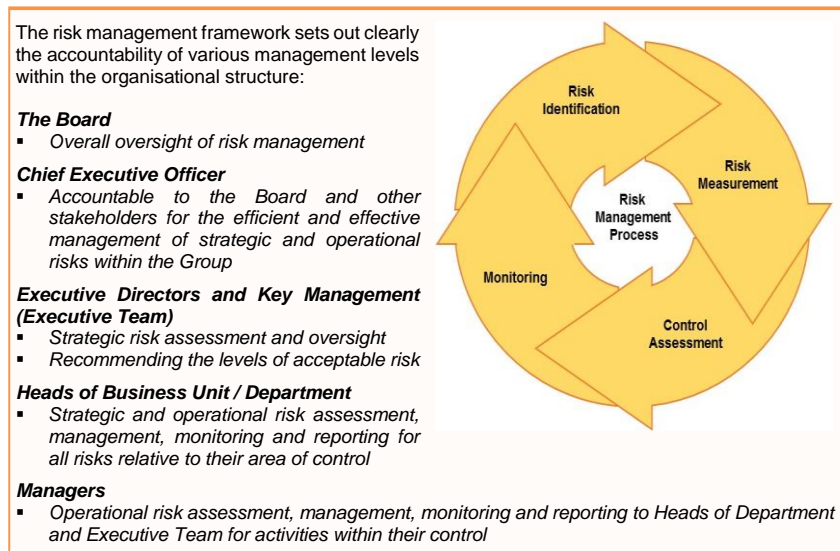 The risk management framework sets out clearly
the accountability of various management levels
within the organisational structure:
The Board
▪ Overall oversight of risk management
Chief Executive Officer
▪ Accountable to the Board and other
stakeholders for the efficient and effective
management of strategic and operational
risks within the Group
Executive Directors and Key Management
(Executive Team)
▪ Strategic risk assessment and oversight
▪ Recommending the levels of acceptable risk
Heads of Business Unit / Department
▪ Strategic and operational risk assessment,
management, monitoring and reporting for
all risks relative to their area of control
Managers
▪ Operational risk assessment, management, monitoring and reporting to Heads of Department
and Executive Team for activities within their control
Risk
Identification
Risk
Measurement
Risk
Management
Process
Monitoring
Control
Assessment